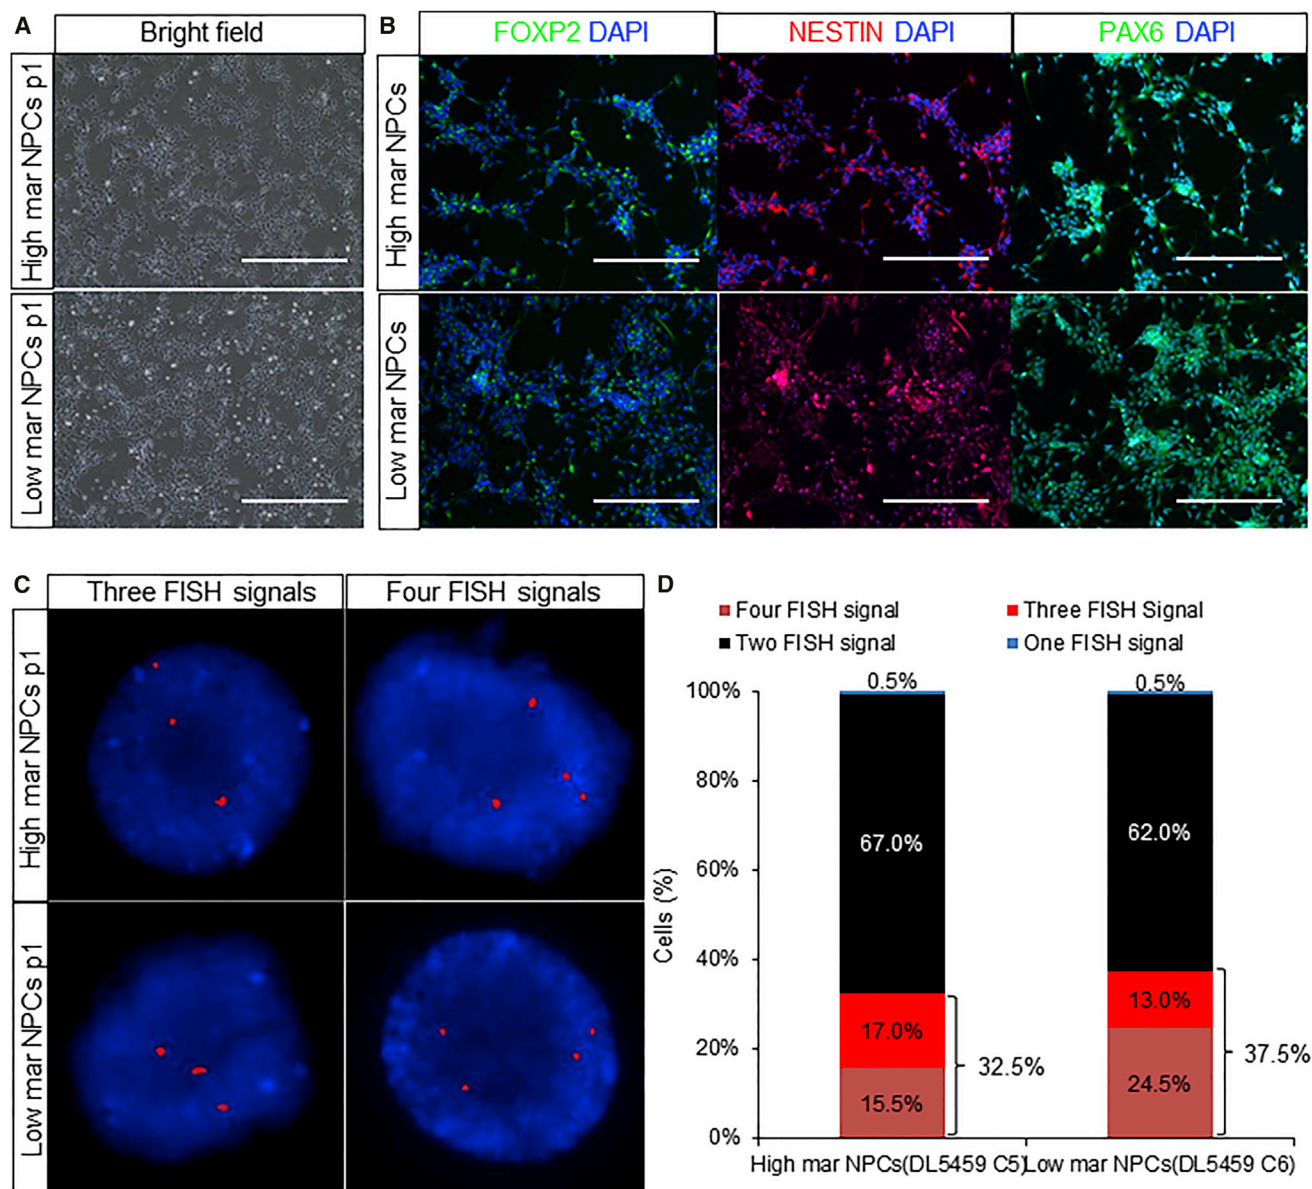 A
Bright field
High mar NPCs p1
Low mar NPCs p1
B
FOXP2 DAPI
NESTIN DAPI
PAX6 DAPI
High mar NPCs
Low mar NPCs
C
Three FISH signals
Four FISH signals
High mar NPCs p1
Low mar NPCs p1
D
Four FISH signal
Three FISH Signal
Two FISH signal
One FISH signal
Cells (%)
100%
80%
60%
40%
20%
0%
0.5%
67.0%
17.0%
15.5%
32.5%
0.5%
62.0%
13.0%
24.5%
37.5%
High mar NPCs(DL5459 C5)
Low mar NPCs(DL5459 C6)